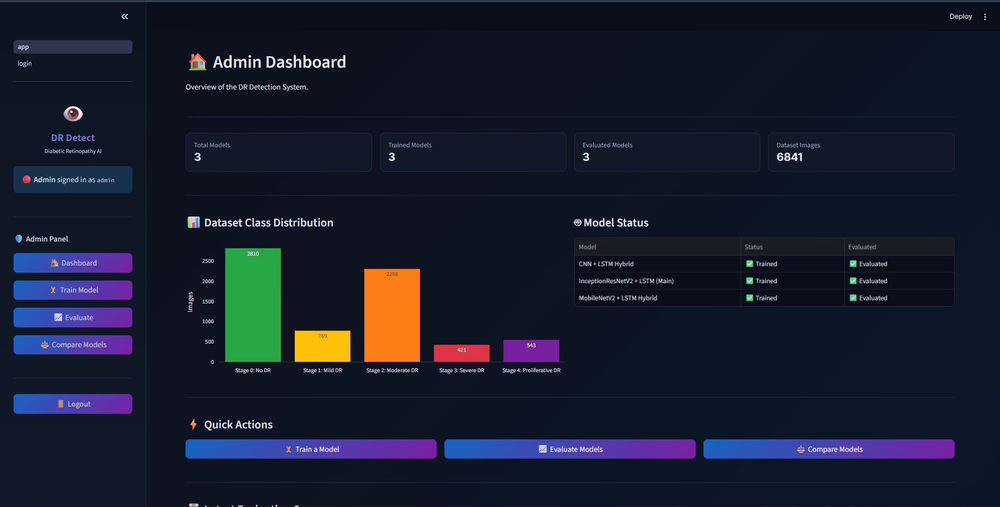 Deploy
app
login
DR Detect
Diabetic Retinopathy AI
Admin signed in as admin
Admin Panel
Dashboard
Train Model
Evaluate
Compare Models
Logout
Admin Dashboard
Overview of the DR Detection System.
Total Models
3
Trained Models
3
Evaluated Models
3
Dataset Images
6841
Dataset Class Distribution
Images
2500
2000
1500
1000
500
0
2810
769
2298
421
543
Stage 0: No DR
Stage 1: Mild DR
Stage 2: Moderate DR
Stage 3: Severe DR
Stage 4: Proliferative DR
Model Status
Model Status Evaluated
CNN + LSTM Hybrid Trained Evaluated
InceptionResNetV2 + LSTM (Main) Trained Evaluated
MobileNetV2 + LSTM Hybrid Trained Evaluated
Quick Actions
Train a Model
Evaluate Models
Compare Models